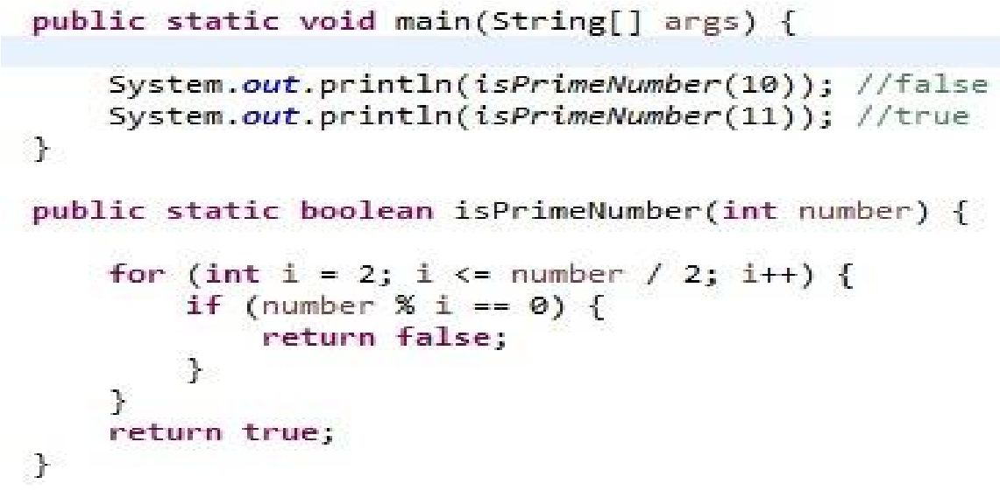 public static void main(String[] args) {
System.out.println(isPrimeNumber(10)); //false
System.out.println(isPrimeNumber(11)); //true
}
public static boolean isPrimeNumber(int number) {
for (int i = 2; i <= number / 2; i++) {
if (number % i == 0) {
return false;
}
}
return true;
}